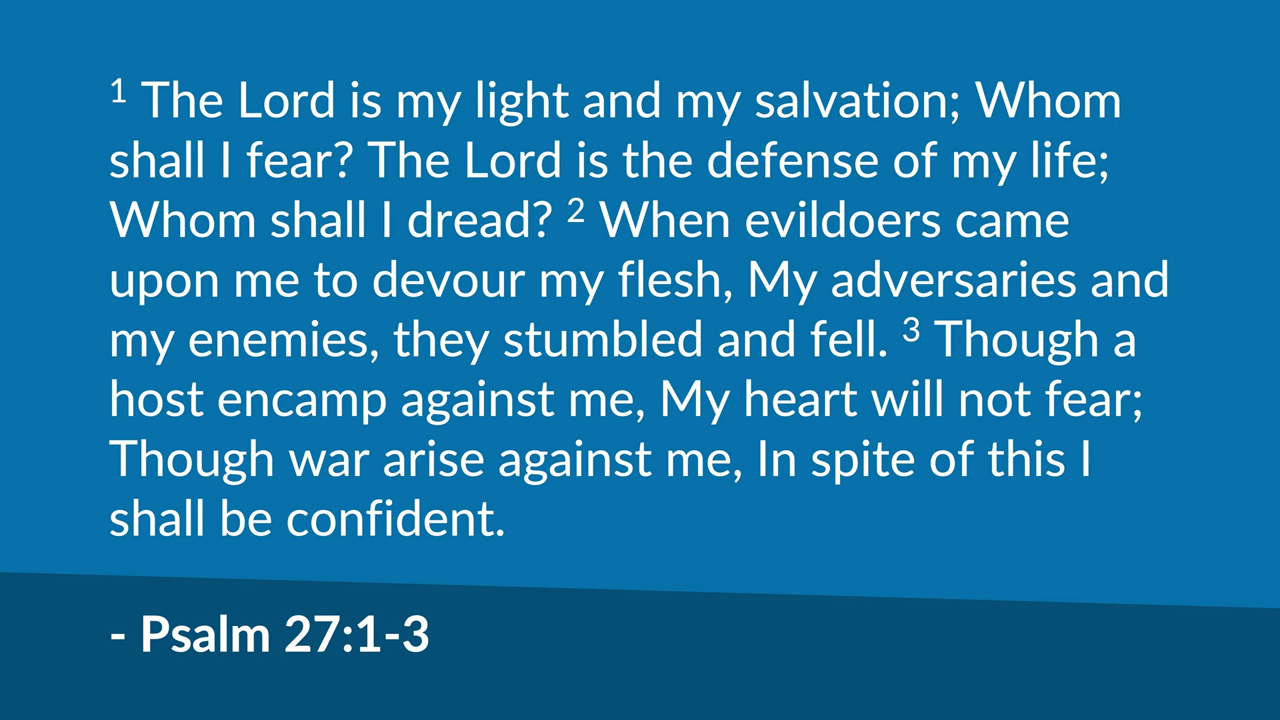 1 The Lord is my light and my salvation; Whom
shall I fear? The Lord is the defense of my life;
Whom shall I dread? 2 When evildoers came
upon me to devour my flesh, My adversaries and
my enemies, they stumbled and fell. 3 Though a
host encamp against me, My heart will not fear;
Though war arise against me, In spite of this I
shall be confident.
- Psalm 27:1-3